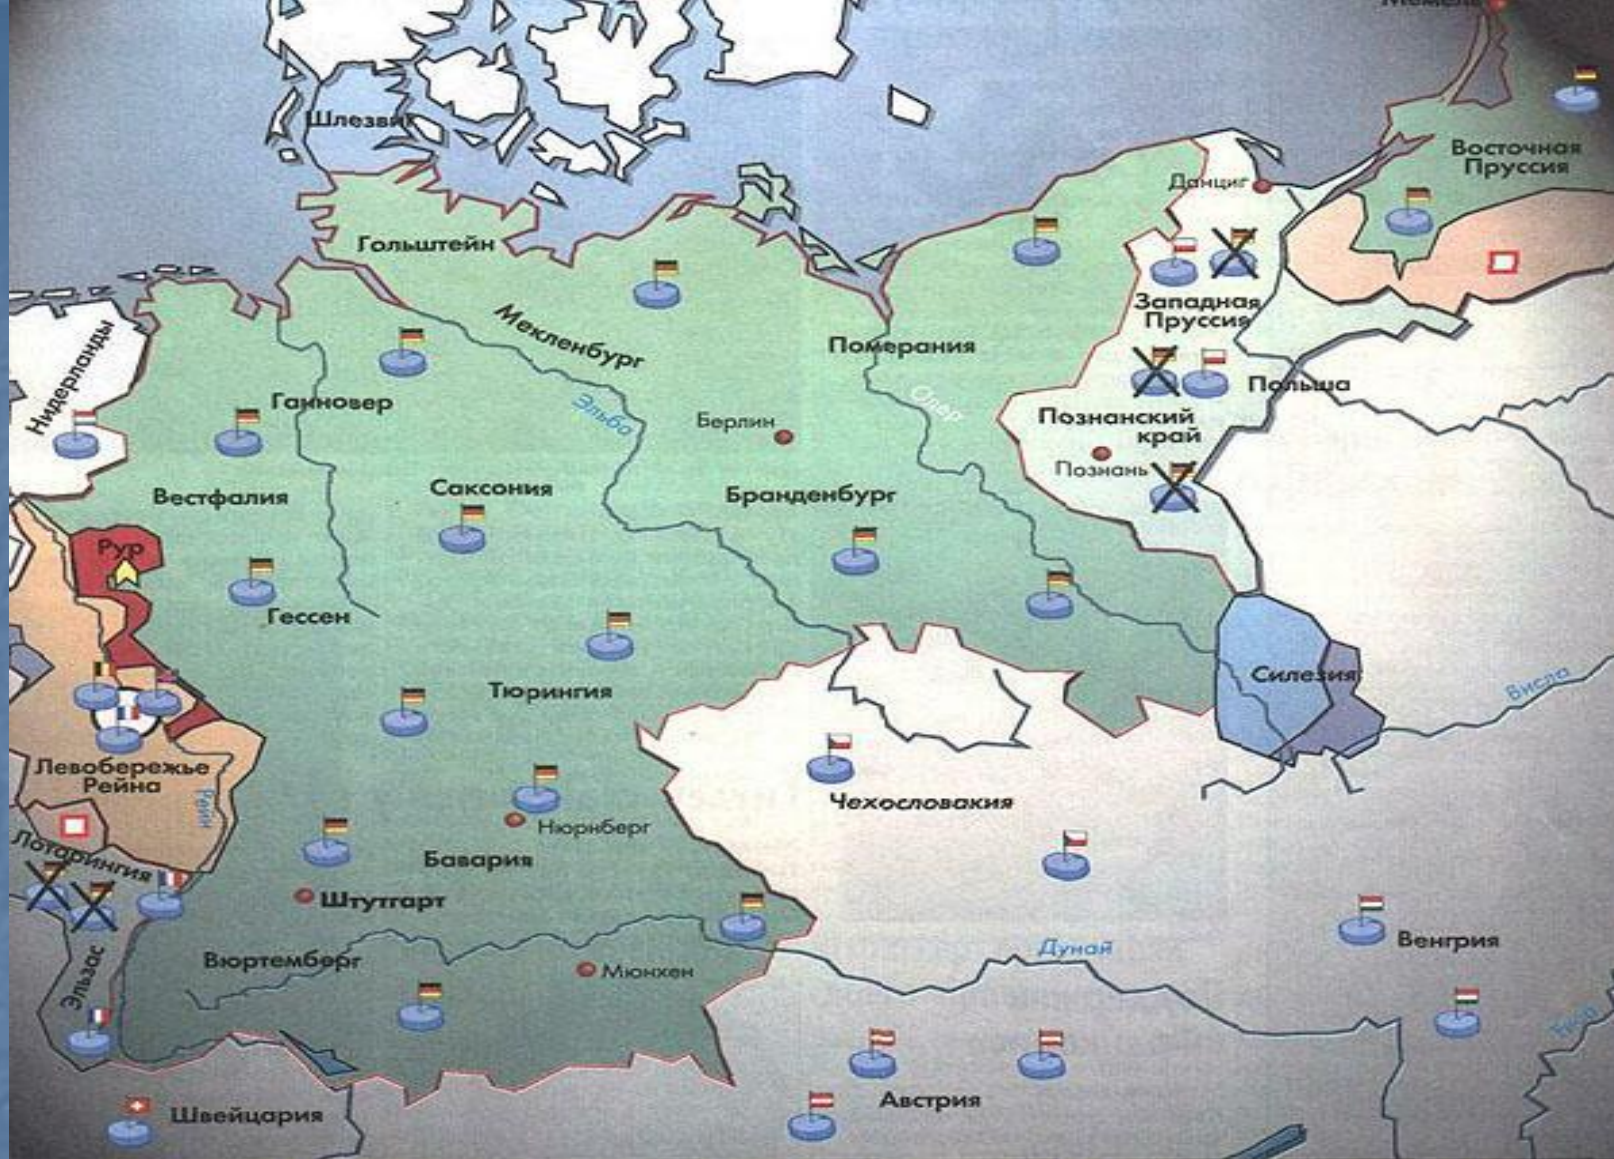 Мемель
Шлезвиг
Восточная
Пруссия
Данциг
Гольштейн
Западная
Пруссия
Мекленбург
Померания
Нидерланды
Польша
Ганновер
Эльба
Одер
Берлин
Познанский
край
Познань
Вестфалия
Саксония
Бранденбург
Рур
Гессен
Силезия
Висла
Тюрингия
Левобережье
Рейна
Рейн
Чехословакия
Нюрнберг
Лотарингия
Бавария
Штутгарт
Венгрия
Дунай
Эльзас
Вюртемберг
Мюнхен
Австрия
Швейцария